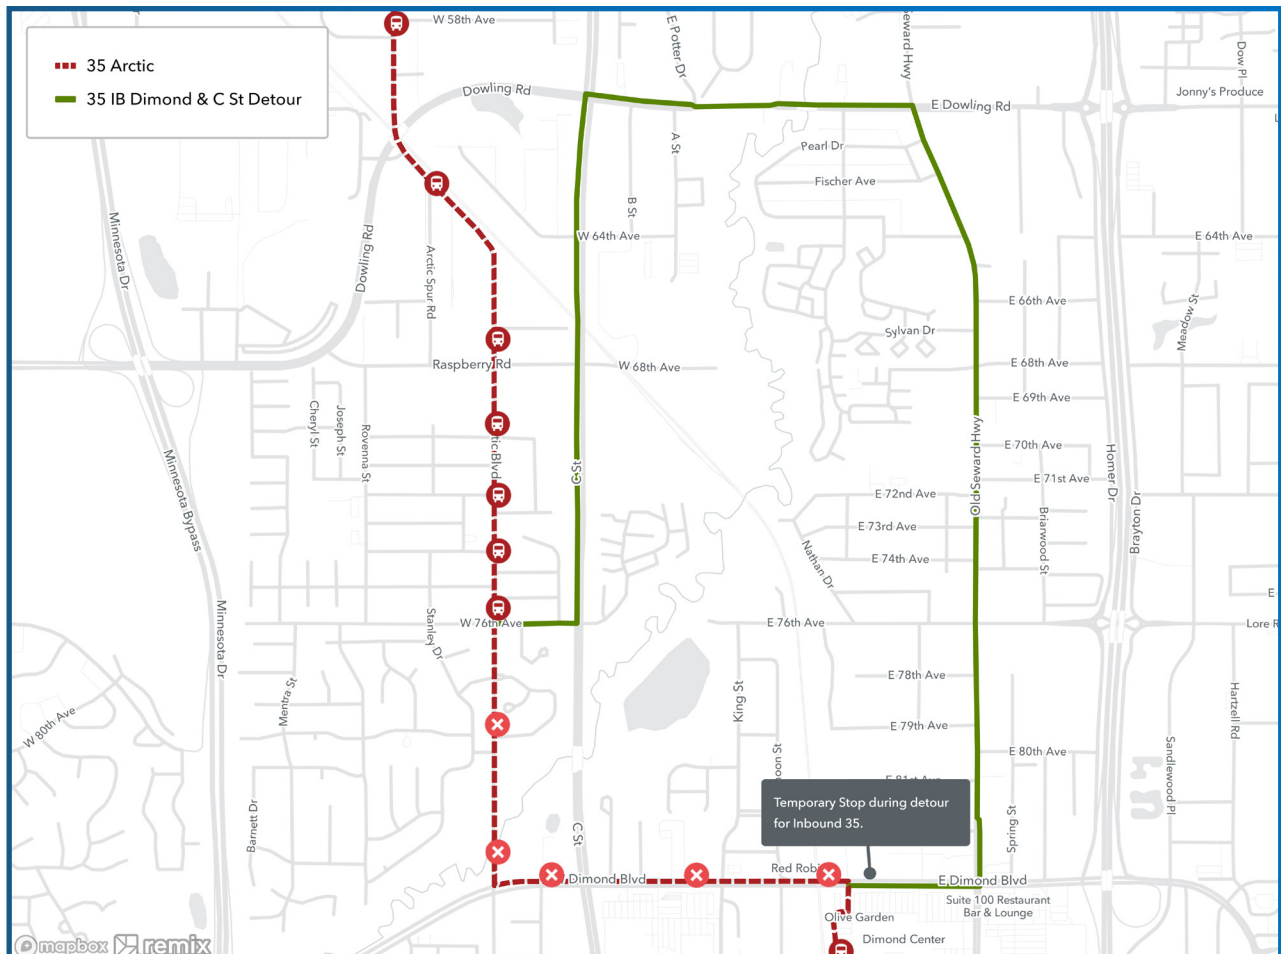 35 Arctic
35 IB Dimond & C St Detour
W 58th Ave
E Potter Dr
Seward Hwy
Dow Pl
Jonny's Produce
Dowling Rd
E Dowling Rd
L
A St
Pearl Dr
Fischer Ave
B St
Minnesota Dr
Dowling Rd
W 64th Ave
E 64th Ave
Arctic Spur Rd
E 66th Ave
Meadow St
Sylvan Dr
Raspberry Rd
W 68th Ave
E 68th Ave
E 69th Ave
Cheryl St
Joseph St
Rovenna St
tic Blvd
C St
Old Seward Hwy
E 70th Ave
Homer Dr
E 71st Ave
Minnesota Bypass
E 72nd Ave
Brayton Dr
E 73rd Ave
Briarwood St
E 74th Ave
Nathan Dr
E
Minnesota Dr
Stanley Dr
W 76th Ave
E 76th Ave
Lore R
E 78th Ave
Mentra St
King St
Hartzell Rd
W 80th Ave
E 79th Ave
E 80th Ave
Sandlewood Pl
oon St
E 81st Ave
Temporary Stop during detour
for Inbound 35.
Barnett Dr
C St
Spring St
Red Robi
Dimond Blvd
E Dimond Blvd
Suite 100 Restaurant
Bar & Lounge
Olive Garden
Dimond Center
mapbox
remix